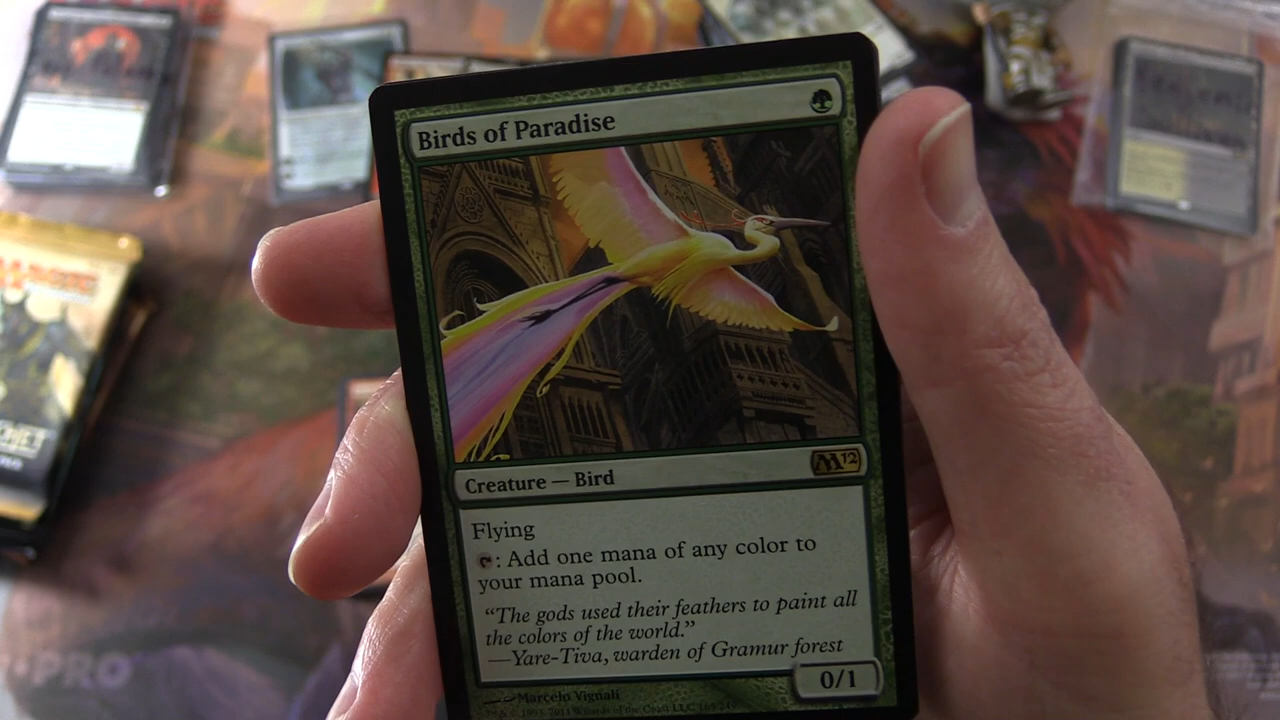 Birds of Paradise
Creature — Bird
M12
Flying
: Add one mana of any color to
your mana pool.
“The gods used their feathers to paint all
the colors of the world.”
—Yare-Tiva, warden of Gramur forest
0/1
Marcelo Vignali
PRO